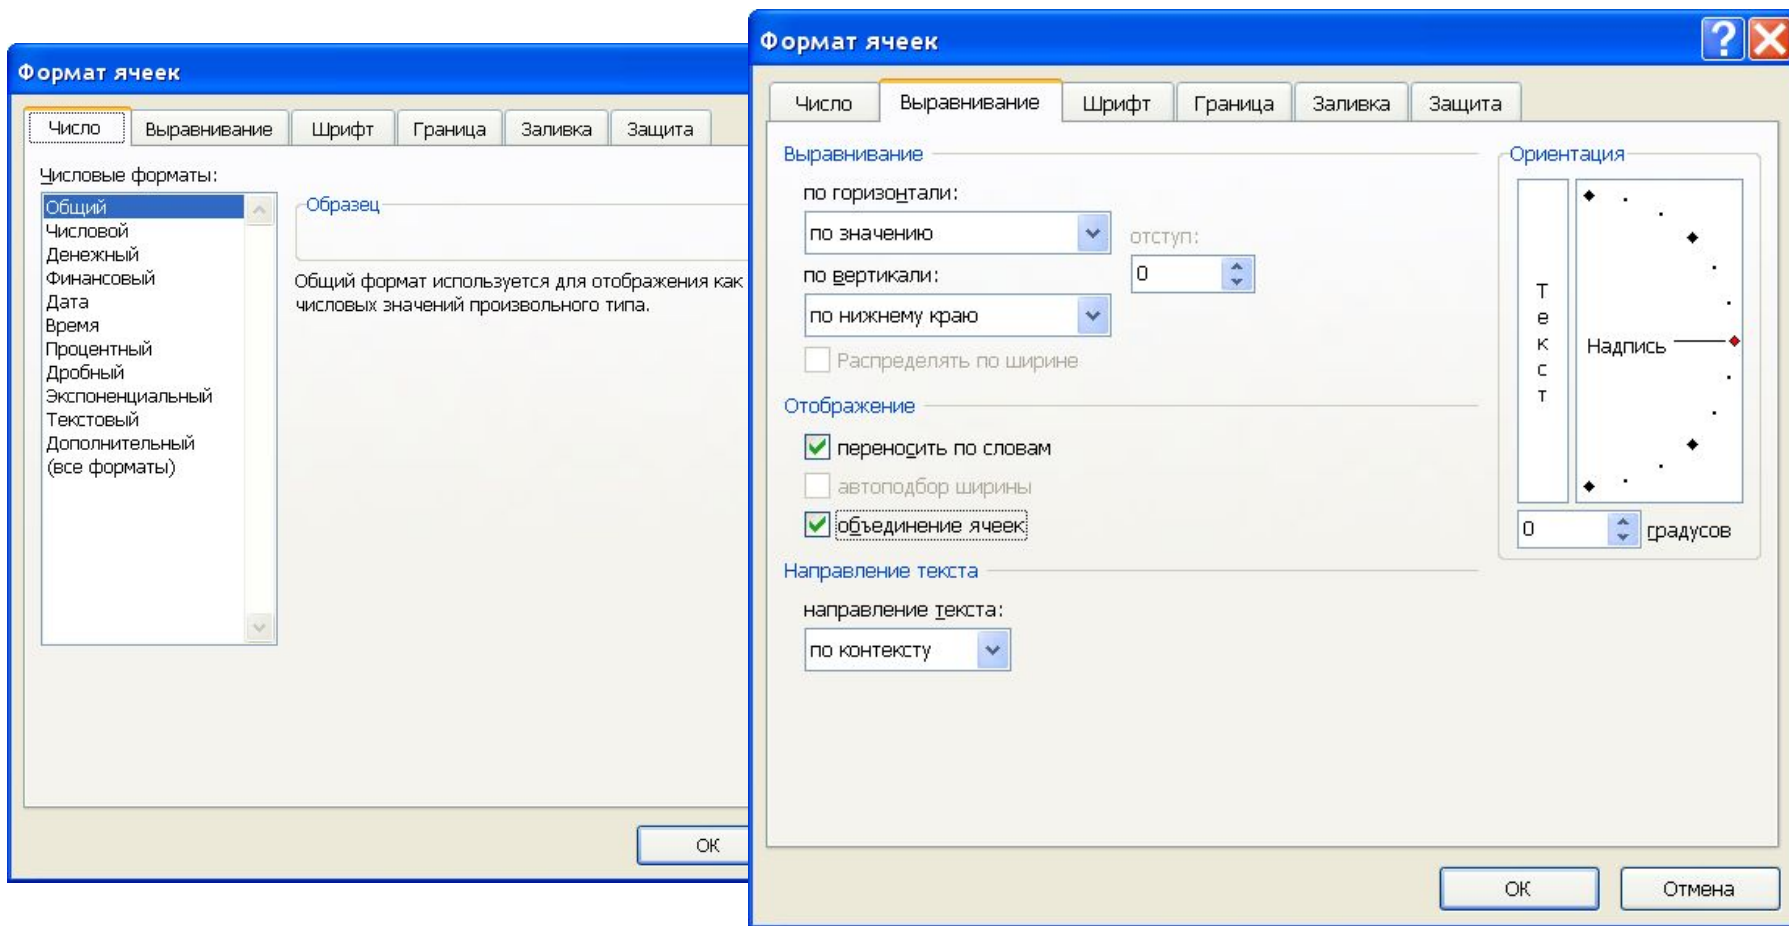 Формат ячеек
Число Выравнивание Шрифт Граница Заливка Защита
Числовые форматы:
Общий
Числовой
Денежный
Финансовый
Дата
Время
Процентный
Дробный
Экспоненциальный
Текстовый
Дополнительный
(все форматы)
Образец
Общий формат используется для отображения как
числовых значений произвольного типа.
ОК
Формат ячеек
Число Выравнивание Шрифт Граница Заливка Защита
Выравнивание
по горизонтали:
по значению
отступ:
по вертикали:
0
по нижнему краю
Распределять по ширине
Отображение
переносить по словам
автоподбор ширины
объединение ячеек
Направление текста
направление текста:
по контексту
Ориентация
Текст
Надпись
0 градусов
ОК Отмена